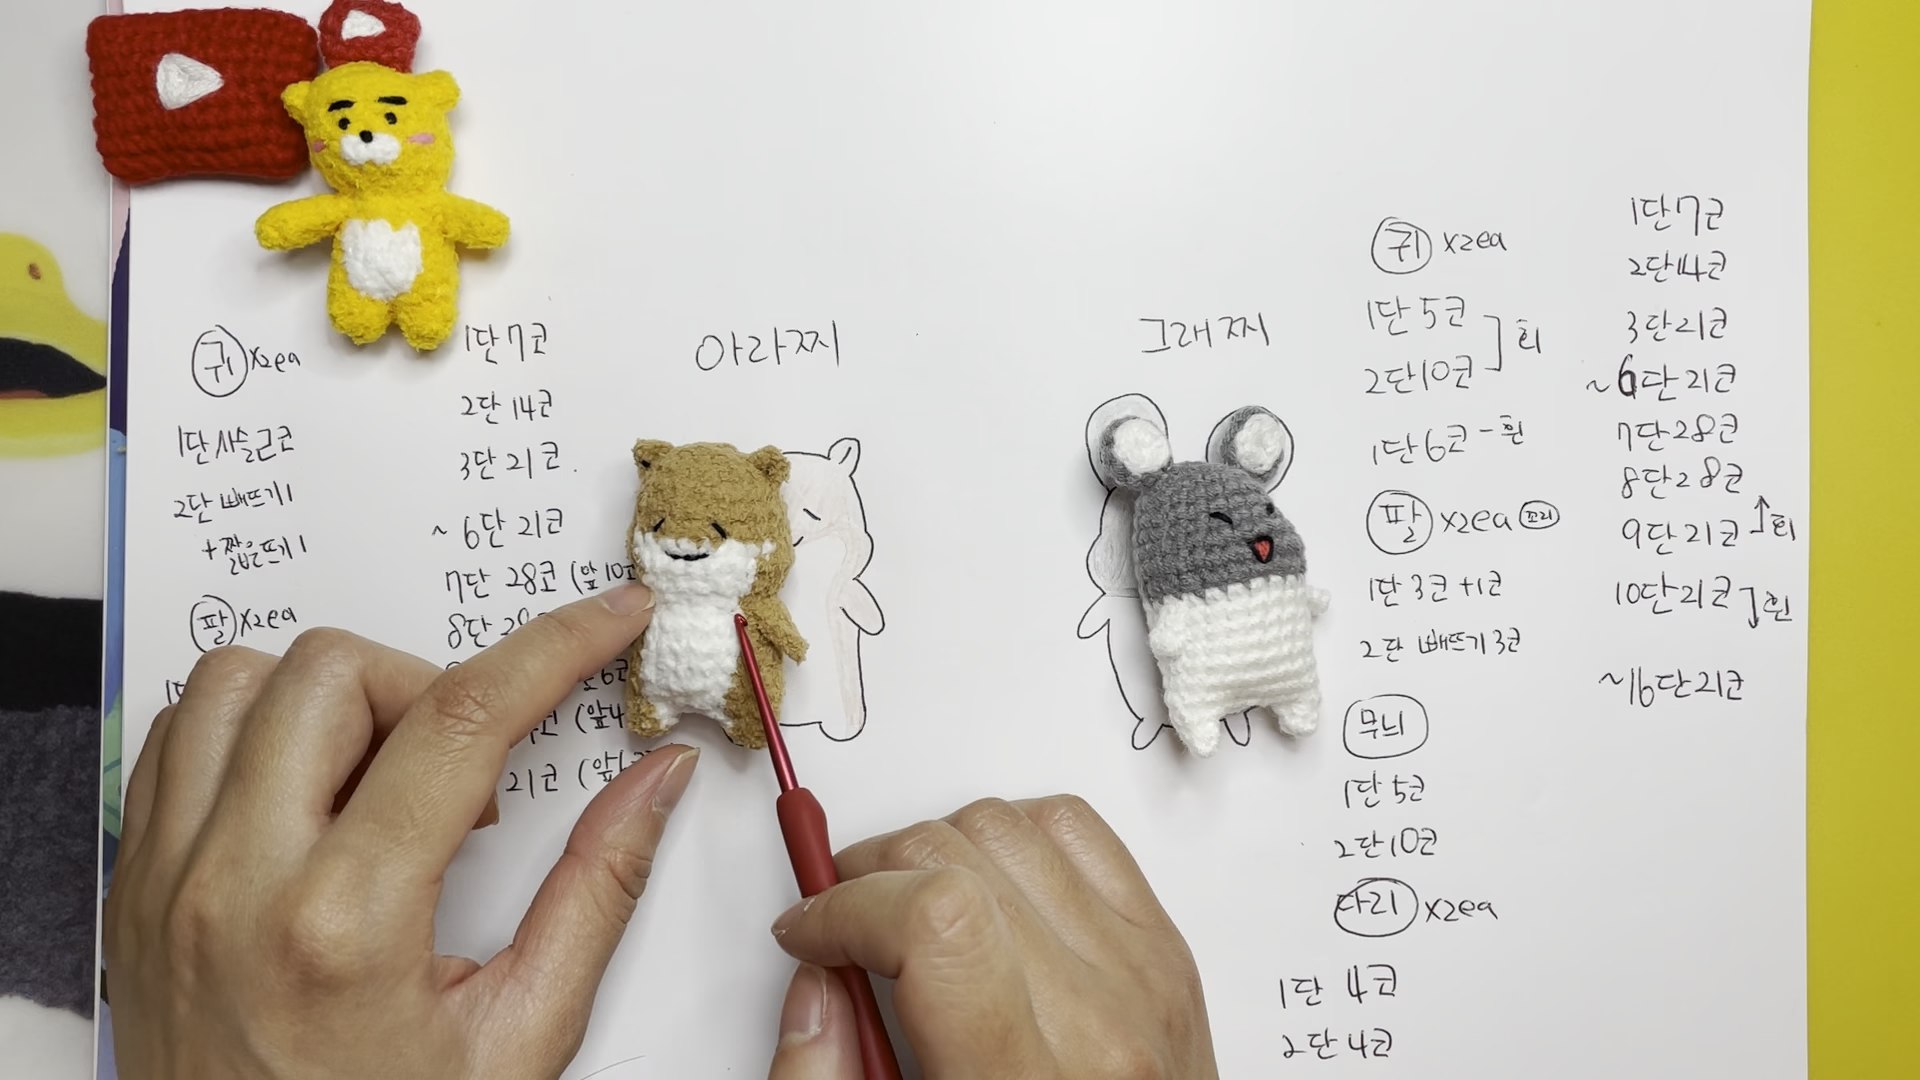 귀 x2ea
1단 사슬근코
2단 빼뜨기1
+짧은뜨기1
팔 x2ea
1단 7코
2단 14코
3단 21코.
~6단 21코
7단 28코 (앞10
8단 28
6코
(앞4
21코 (앞
아라찌
그래찌
귀 x2ea
1단 5코
2단 10코 ] 회
1단 6코 - 흰
팔 x2ea 꼬리
1단 3코 +1코
2단 빼뜨기 3코
무늬
1단 5코
2단 10코
다리 x2ea
1단 4코
2단 4코
1단 7코
2단 14코
3단 21코
~6단 21코
7단 28코
8단 28코
9단 21코 ↑회
10단 21코 ↓흰
~16단 21코